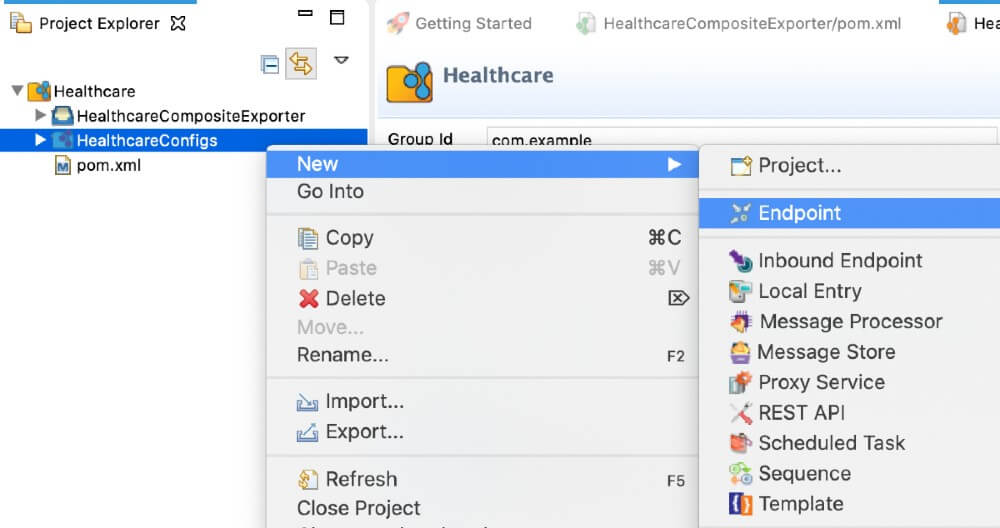 Project Explorer
Getting Started
HealthcareCompositeExporter/pom.xml
Hea
Healthcare
Healthcare
HealthcareCompositeExporter
HealthcareConfigs
pom.xml
Group Id
com.example
New
Go Into
Copy ⌘C
Paste ⌘V
Delete ⌦
Move...
Rename... F2
Import...
Export...
Refresh F5
Close Project
Project...
Endpoint
Inbound Endpoint
Local Entry
Message Processor
Message Store
Proxy Service
REST API
Scheduled Task
Sequence
Template